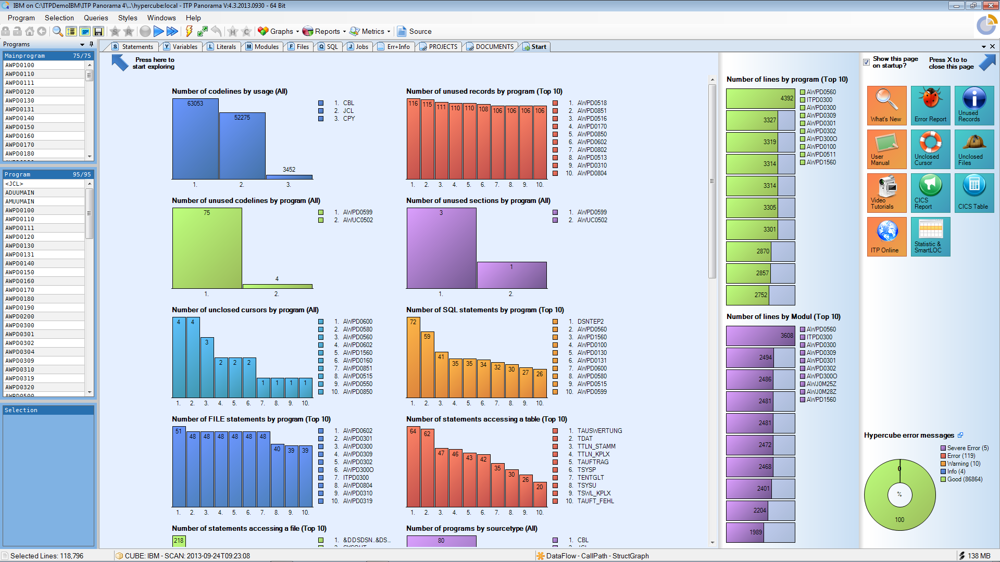 IBM on C:\ITPDemoIBM\ITP Panorama 4\..\hypercube:local - ITP Panorama V:4.3.2013.0930 - 64 Bit
Program Selection Queries Styles Windows Help
Graphs Reports Metrics Source
Programs
Statements Variables Literals Modules Files SQL Jobs Err+Info PROJECTS DOCUMENTS Start
Mainprogram 75/75
AWPD0100
AWPD0110
AWPD0111
AWPD0120
AWPD0130
AWPD0131
AWPD0140
AWPD0150
AWPD0160
AWPD0170
AWPD0180
Program 95/95
<JCL>
ADUUMAIN
AMUUMAIN
AWPD0100
AWPD0110
AWPD0111
AWPD0120
AWPD0130
AWPD0131
AWPD0140
AWPD0150
AWPD0160
AWPD0170
AWPD0180
AWPD0190
AWPD0200
AWPD0300
AWPD0301
AWPD0302
AWPD0304
AWPD0309
AWPD0310
AWPD0319
AWPD0320
AWPD0500
Selection
Press here to
start exploring
Number of codelines by usage (All)
63053
52275
3452
1. 2. 3.
1. CBL
2. JCL
3. CPY
Number of unused records by program (Top 10)
116 115 111 110 110 108 106 106 106 106
1. 2. 3. 4. 5. 6. 7. 8. 9. 10.
1. AWPD0518
2. AWPD0851
3. AWPD0516
4. AWPD0170
5. AWPD0850
6. AWPD0602
7. AWPD0802
8. AWPD0513
9. AWPD0310
10. AWPD0804
Number of unused codelines by program (All)
75
4
1. 2.
1. AWPD0599
2. AWUC0502
Number of unused sections by program (All)
3
1
1. 2.
1. AWPD0599
2. AWUC0502
Number of unclosed cursors by program (All)
4 4 3 2 2 2 1 1 1 1
1. 2. 3. 4. 5. 6. 7. 8. 9. 10.
1. AWPD0600
2. AWPD0580
3. AWPD0560
4. AWPD0602
5. AWPD1560
6. AWPD0160
7. AWPD0851
8. AWPD0515
9. AWPD0550
10. AWPD0850
Number of SQL statements by program (Top 10)
72 59 41 35 35 34 32 30 27 26
1. 2. 3. 4. 5. 6. 7. 8. 9. 10.
1. DSNTEP2
2. AWPD0560
3. AWPD1560
4. AWPD0100
5. AWPD0130
6. AWPD0131
7. AWPD0600
8. AWPD0580
9. AWPD0515
10. AWPD0599
Number of FILE statements by program (Top 10)
51 48 48 48 48 48 48 40 39 39
1. 2. 3. 4. 5. 6. 7. 8. 9. 10.
1. AWPD0602
2. AWPD0301
3. AWPD0300
4. AWPD0309
5. AWPD0302
6. AWPD300O
7. ITPD0300
8. AWPD0804
9. AWPD0310
10. AWPD0319
Number of statements accessing a table (Top 10)
64 62 47 46 43 42 35 30 26 20
1. 2. 3. 4. 5. 6. 7. 8. 9. 10.
1. TAUSWERTUNG
2. TDAT
3. TTLN_STAMM
4. TTLN_KPLX
5. TAUFTRAG
6. TSYSP
7. TENTGLT
8. TSYSU
9. TSWL_KPLX
10. TAUFT_FEHL
Number of statements accessing a file (Top 10)
218
1. &DDSDSN..&DS...
Number of programs by sourcetype (All)
80
1. CBL
Number of lines by program (Top 10)
4392
3327
3319
3314
3314
3305
3301
2870
2857
2752
AWPD0560
ITPD0300
AWPD0300
AWPD0309
AWPD0301
AWPD0302
AWPD300O
AWPD0100
AWPD0511
AWPD1560
Number of lines by Modul (Top 10)
3608
2494
2486
2481
2481
2472
2468
2401
2204
1989
AWPD0560
ITPD0300
AWPD0300
AWPD0309
AWPD0301
AWPD0302
AWPD300O
AWJ0M25Z
AWJ0M28Z
AWPD1560
Show this page
on startup?
Press X to to
close this page
What's New
Error Report
Unused
Records
User
Manual
Unclosed
Cursor
Unclosed
Files
Video
Tutorials
CICS
Report
CICS Table
ITP Online
Statistic &
SmartLOC
Hypercube error messages
Severe Error (5)
Error (119)
Warning (10)
Info (4)
Good (86864)
0
%
100
Selected Lines: 118,796
CUBE: IBM - SCAN: 2013-09-24T09:23:08
DataFlow - CallPath - StructGraph
138 MB